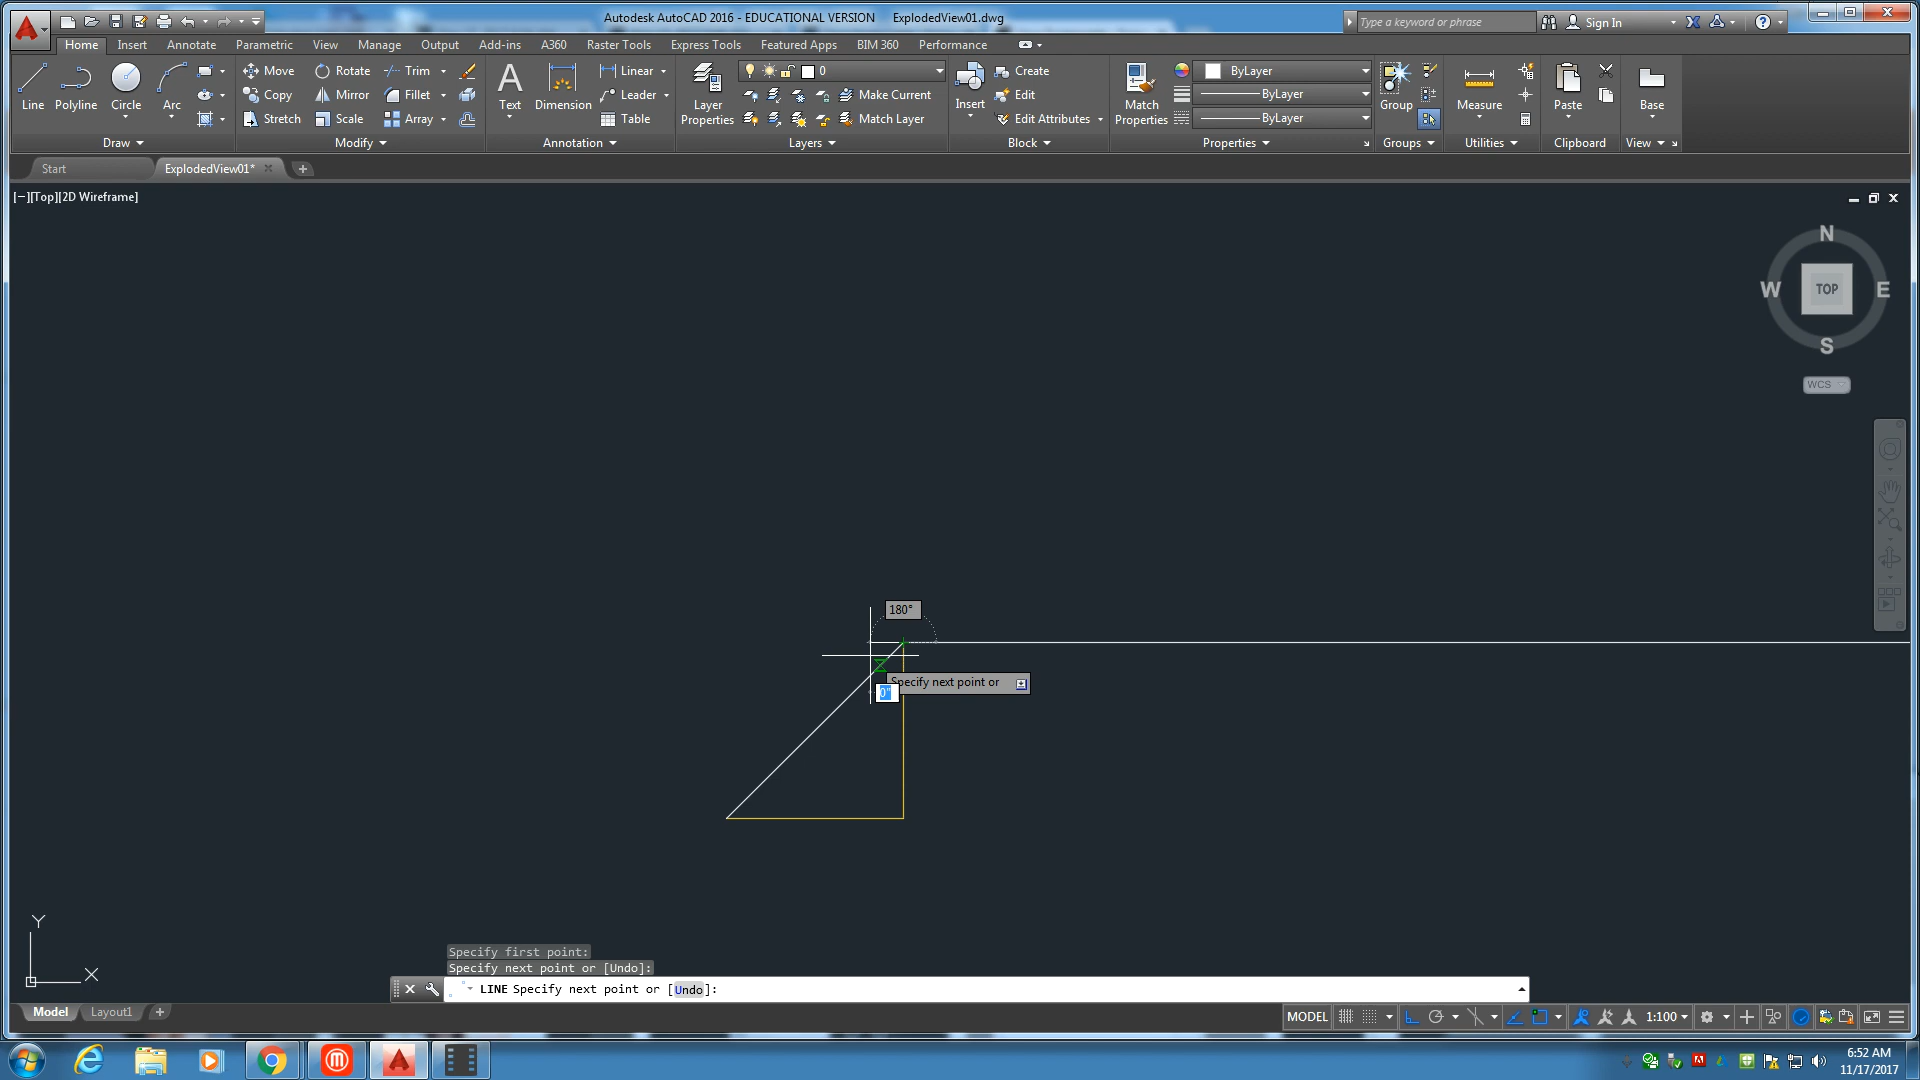 Autodesk AutoCAD 2016 - EDUCATIONAL VERSION ExplodedView01.dwg
Type a keyword or phrase
Sign In
Home Insert Annotate Parametric View Manage Output Add-ins A360 Raster Tools Express Tools Featured Apps BIM 360 Performance
Line Polyline Circle Arc
Move Rotate Trim
Copy Mirror Fillet
Stretch Scale Array
Text Dimension
Linear
Leader
Table
Layer Properties
0
Make Current
Match Layer
Insert
Create
Edit
Edit Attributes
Match Properties
ByLayer
ByLayer
ByLayer
Group
Measure
Paste
Base
Draw Modify Annotation Layers Block Properties Groups Utilities Clipboard View
Start ExplodedView01*
[−][Top][2D Wireframe]
N
W TOP E
S
WCS
180°
Specify next point or
0"
Y
X
Specify first point:
Specify next point or [Undo]:
LINE Specify next point or [Undo]:
Model Layout1
MODEL
1:100
6:52 AM
11/17/2017